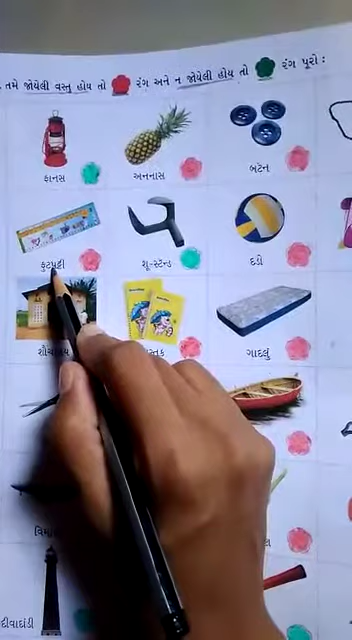 તમે જોયેલી વસ્તુ હોય તો રંગ અને ન જોયેલી હોય તો રંગ પૂરો :
ફાનસ અનનાસ બટન
ફુટપટ્ટી શૂ-સ્ટેન્ડ દડો
ગાદલું
દીવાદાંડી